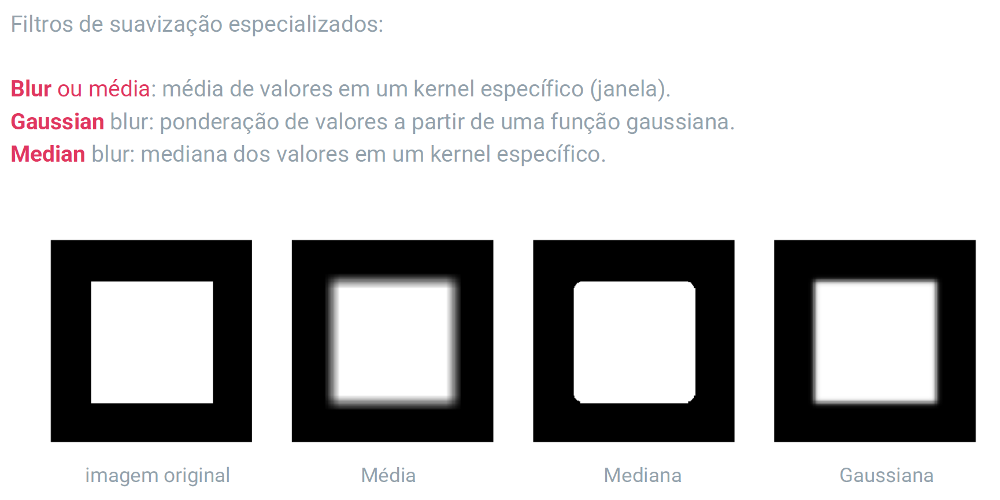 Filtros de suavização especializados:
Blur ou média: média de valores em um kernel específico (janela).
Gaussian blur: ponderação de valores a partir de uma função gaussiana.
Median blur: mediana dos valores em um kernel específico.
imagem original
Média
Mediana
Gaussiana